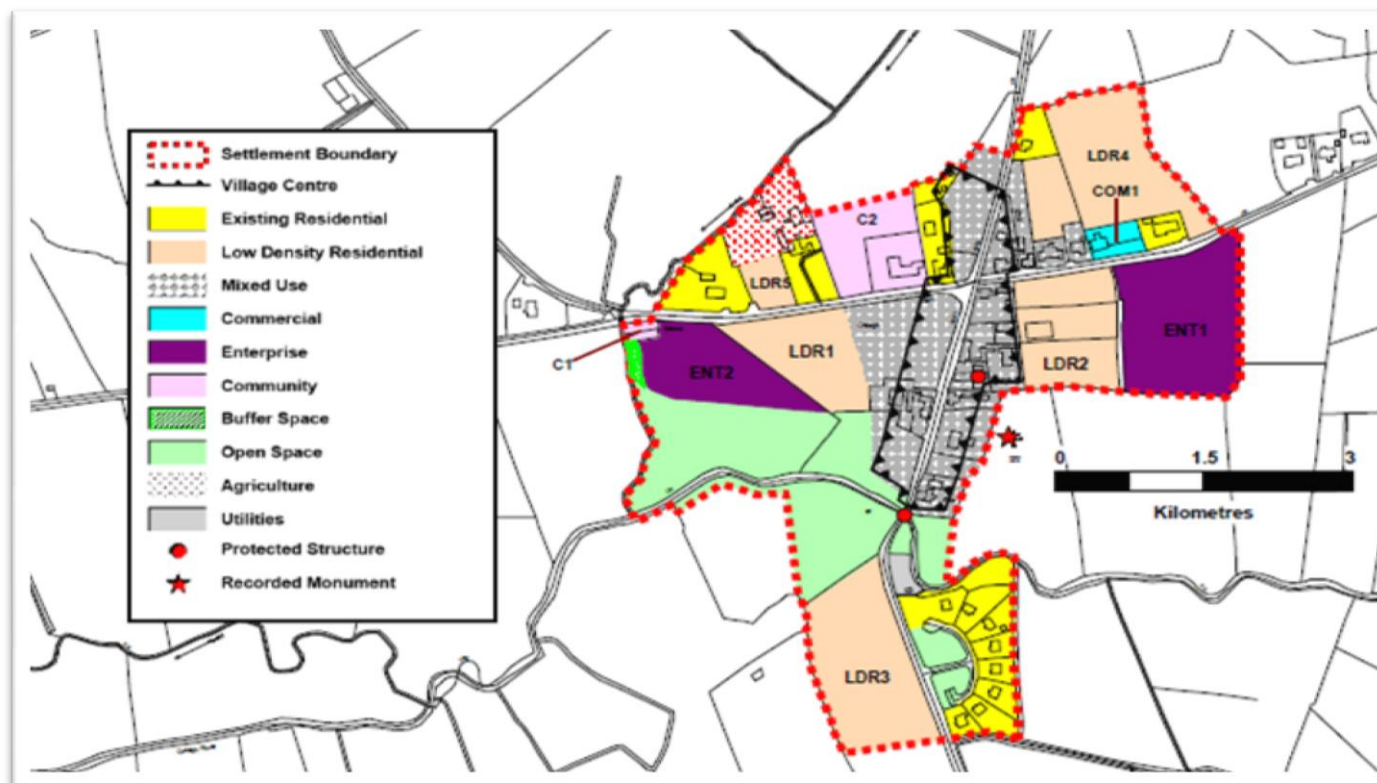 Settlement Boundary
Village Centre
Existing Residential
Low Density Residential
Mixed Use
Commercial
Enterprise
Community
Buffer Space
Open Space
Agriculture
Utilities
Protected Structure
Recorded Monument
LDR4
COM1
C2
LDR5
ENT1
C1
LDR1
ENT2
LDR2
0 1.5 3
Kilometres
LDR3